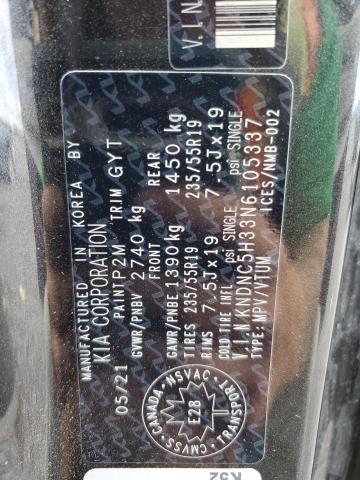 V.I.N
MANUFACTURED IN KOREA BY
KIA CORPORATION
05/21 PAINT P2M TRIM GYT
GVWR/PNBV 2740 kg
FRONT REAR
GAWR/PNBE 1390 kg 1450 kg
TIRES 235/55R19 235/55R19
RIMS 7.5Jx19 7.5Jx19
COLD TIRE INFL psi SINGLE psi SINGLE
V.I.N KNDNC5H33N6105337
TYPE:MPV/VTUM ICES/NMB-002
CANADA · NSVAC · TRANSPORT · CMVSS
E28
K52